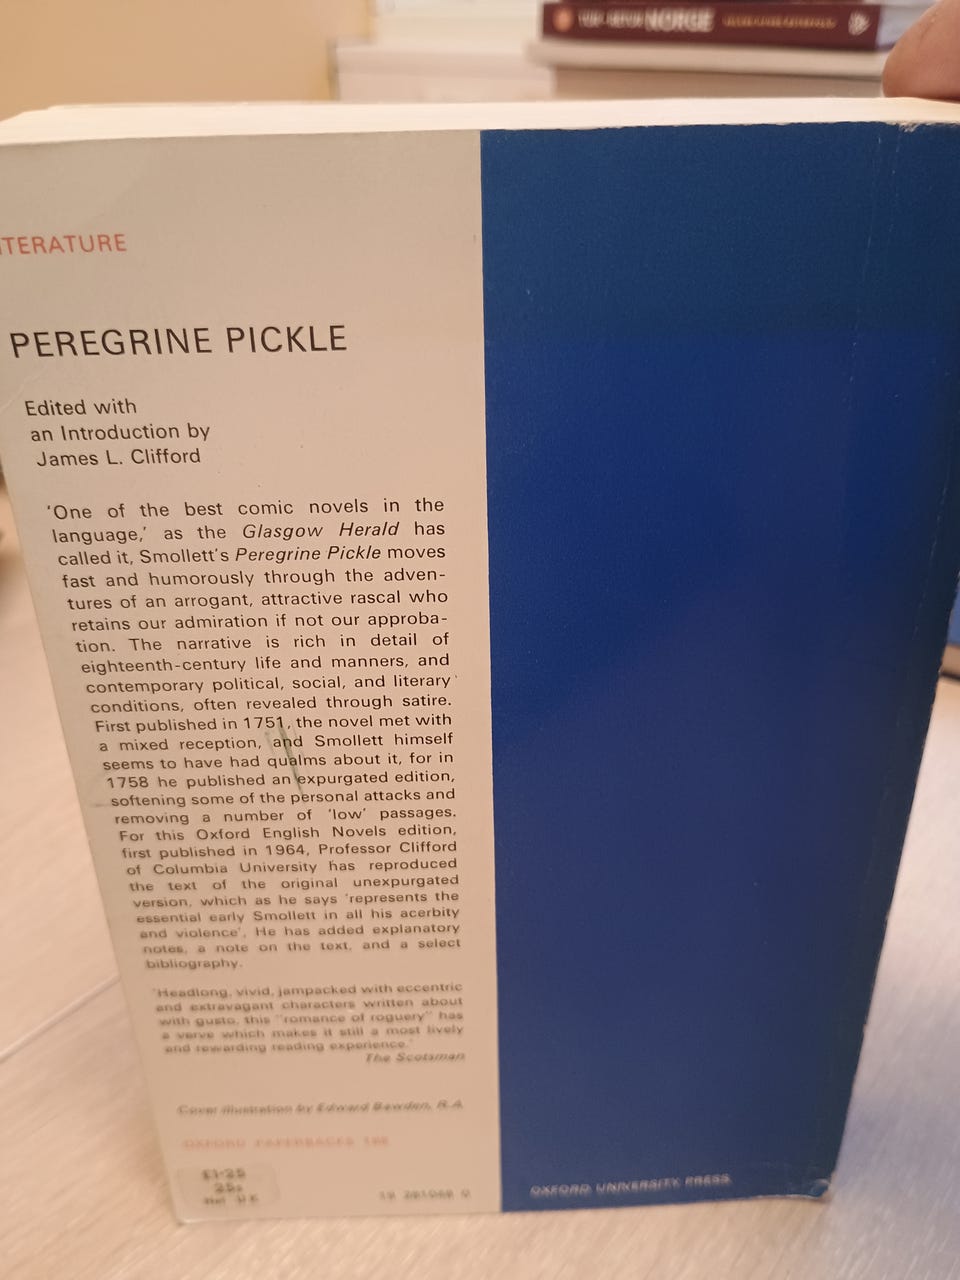 NORGE
ITERATURE
PEREGRINE PICKLE
Edited with
an Introduction by
James L. Clifford
'One of the best comic novels in the
language,' as the Glasgow Herald has
called it, Smollett's Peregrine Pickle moves
fast and humorously through the adven-
tures of an arrogant, attractive rascal who
retains our admiration if not our approba-
tion. The narrative is rich in detail of
eighteenth-century life and manners, and
contemporary political, social, and literary
conditions, often revealed through satire.
First published in 1751, the novel met with
a mixed reception, and Smollett himself
seems to have had qualms about it, for in
1758 he published an expurgated edition,
softening some of the personal attacks and
removing a number of 'low' passages.
For this Oxford English Novels edition,
first published in 1964, Professor Clifford
of Columbia University has reproduced
the text of the original unexpurgated
version, which as he says 'represents the
essential early Smollett in all his acerbity
and violence'. He has added explanatory
notes, a note on the text, and a select
bibliography.
'Headlong, vivid, jampacked with eccentric
and extravagant characters written about
with gusto, this "romance of roguery" has
a verve which makes it still a most lively
and rewarding reading experience.'
The Scotsman
Cover illustration by Edward Bawden, R.A.
OXFORD PAPERBACKS
£1·25
25s
net U K
OXFORD UNIVERSITY PRESS